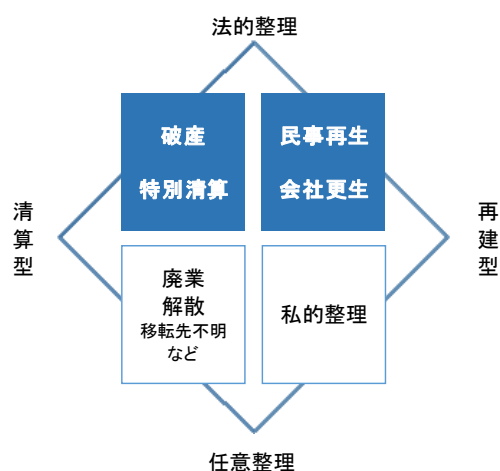 法的整理
破産
特別清算
民事再生
会社更生
清算型
再建型
廃業
解散
移転先不明
など
私的整理
任意整理